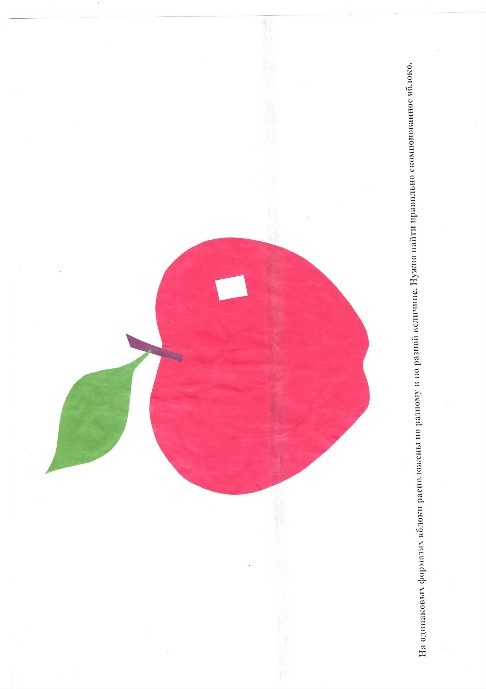 На одинаковых форматах яблоки расположены по разному и по разной величине. Нужно найти правильно скомпонованное яблоко.